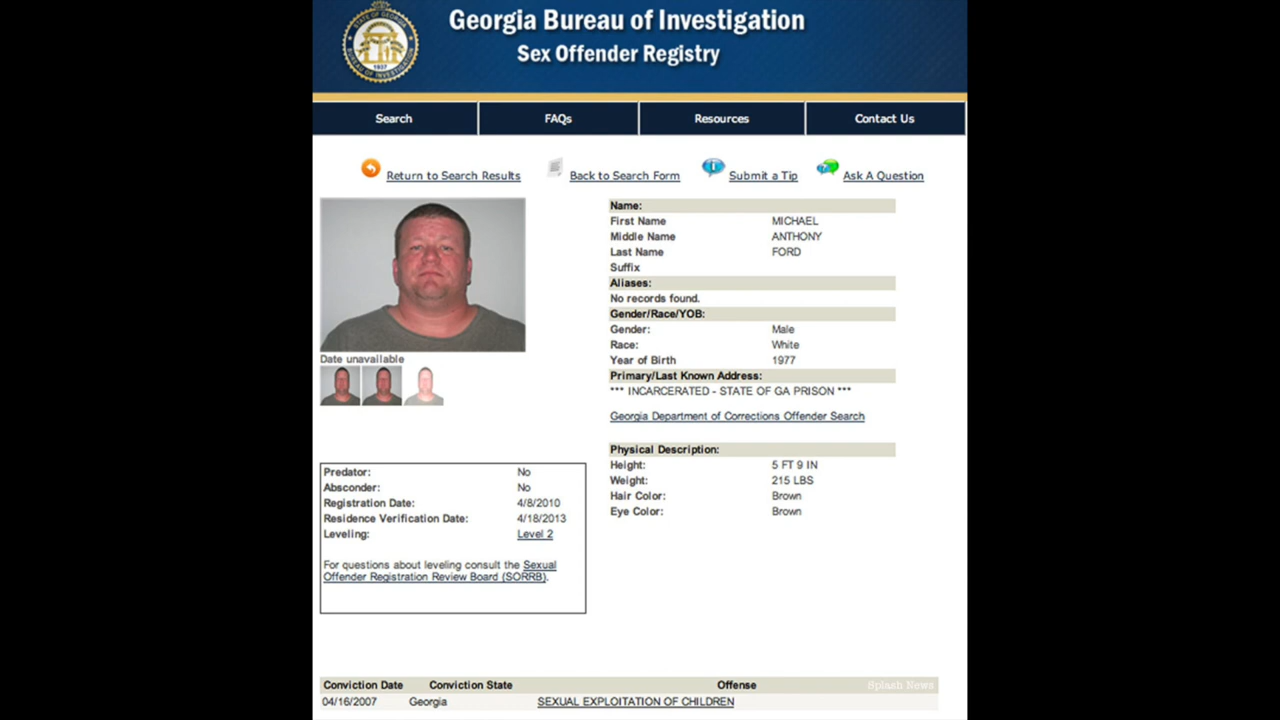 Georgia Bureau of Investigation
Sex Offender Registry
Search FAQs Resources Contact Us
Return to Search Results Back to Search Form Submit a Tip Ask A Question
Date unavailable
Name:
First Name MICHAEL
Middle Name ANTHONY
Last Name FORD
Suffix
Aliases:
No records found.
Gender/Race/YOB:
Gender: Male
Race: White
Year of Birth 1977
Primary/Last Known Address:
*** INCARCERATED - STATE OF GA PRISON ***
Georgia Department of Corrections Offender Search
Physical Description:
Height: 5 FT 9 IN
Weight: 215 LBS
Hair Color: Brown
Eye Color: Brown
Predator: No
Absconder: No
Registration Date: 4/8/2010
Residence Verification Date: 4/18/2013
Leveling: Level 2
For questions about leveling consult the Sexual
Offender Registration Review Board (SORRB).
Conviction Date Conviction State Offense Splash News
04/16/2007 Georgia SEXUAL EXPLOITATION OF CHILDREN